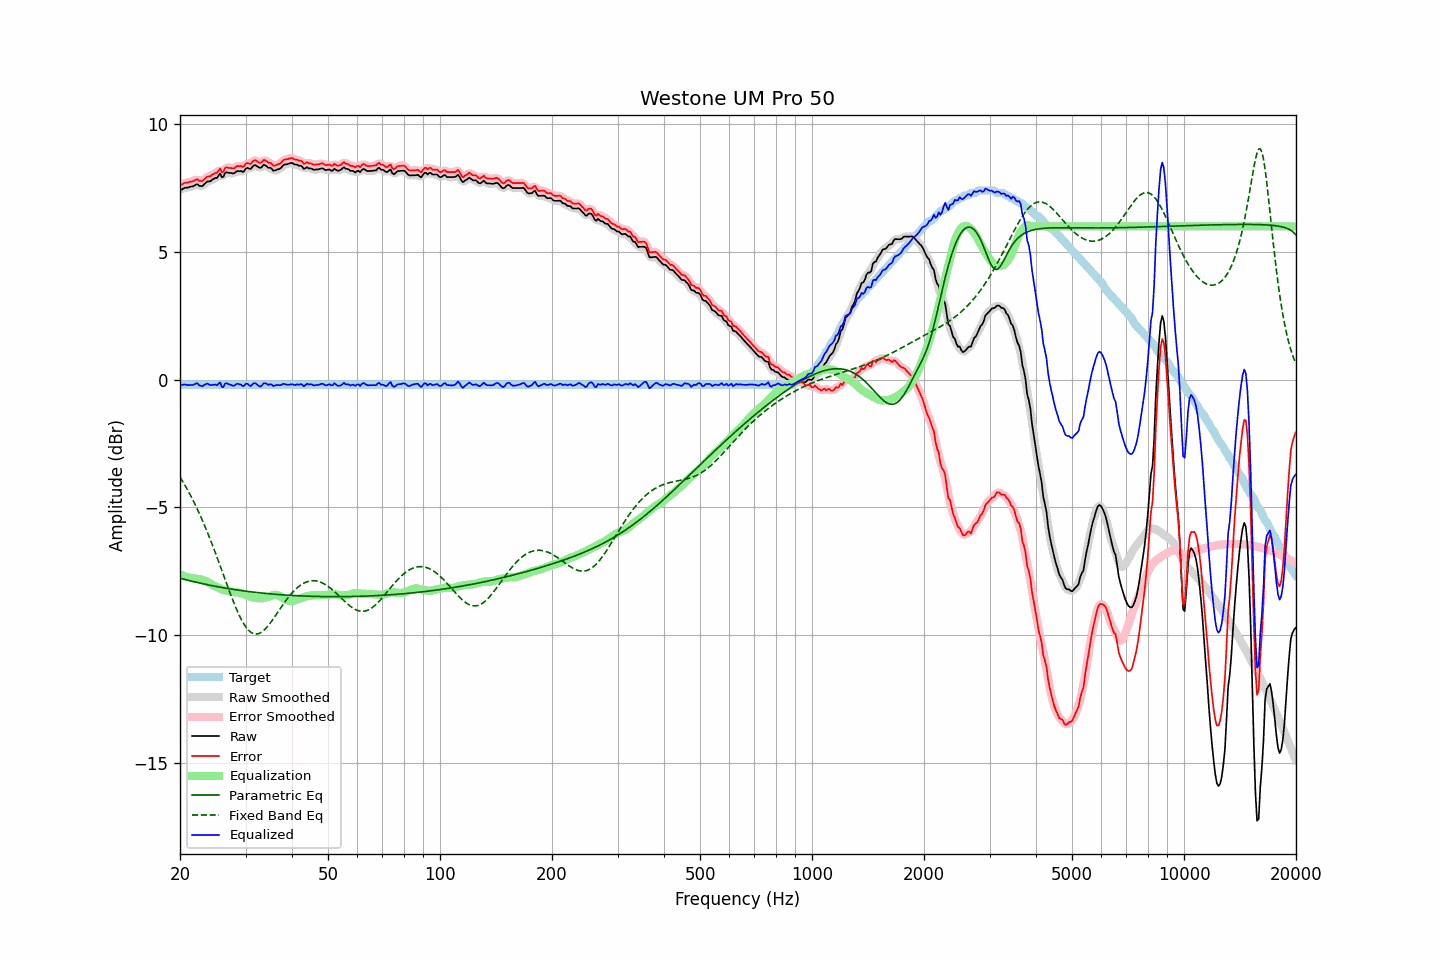 Westone UM Pro 50
Amplitude (dBr)
10
5
0
−5
−10
−15
Target
Raw Smoothed
Error Smoothed
Raw
Error
Equalization
Parametric Eq
Fixed Band Eq
Equalized
20 50 100 200 500 1000 2000 5000 10000 20000
Frequency (Hz)